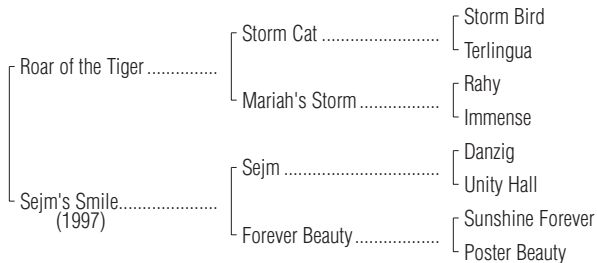 Storm Bird
Storm Cat ........................
Terlingua
Roar of the Tiger ...............
Rahy
Mariah's Storm .................
Immense
Danzig
Sejm .................................
Unity Hall
Sejm's Smile.....................
(1997)
Sunshine Forever
Forever Beauty..................
Poster Beauty